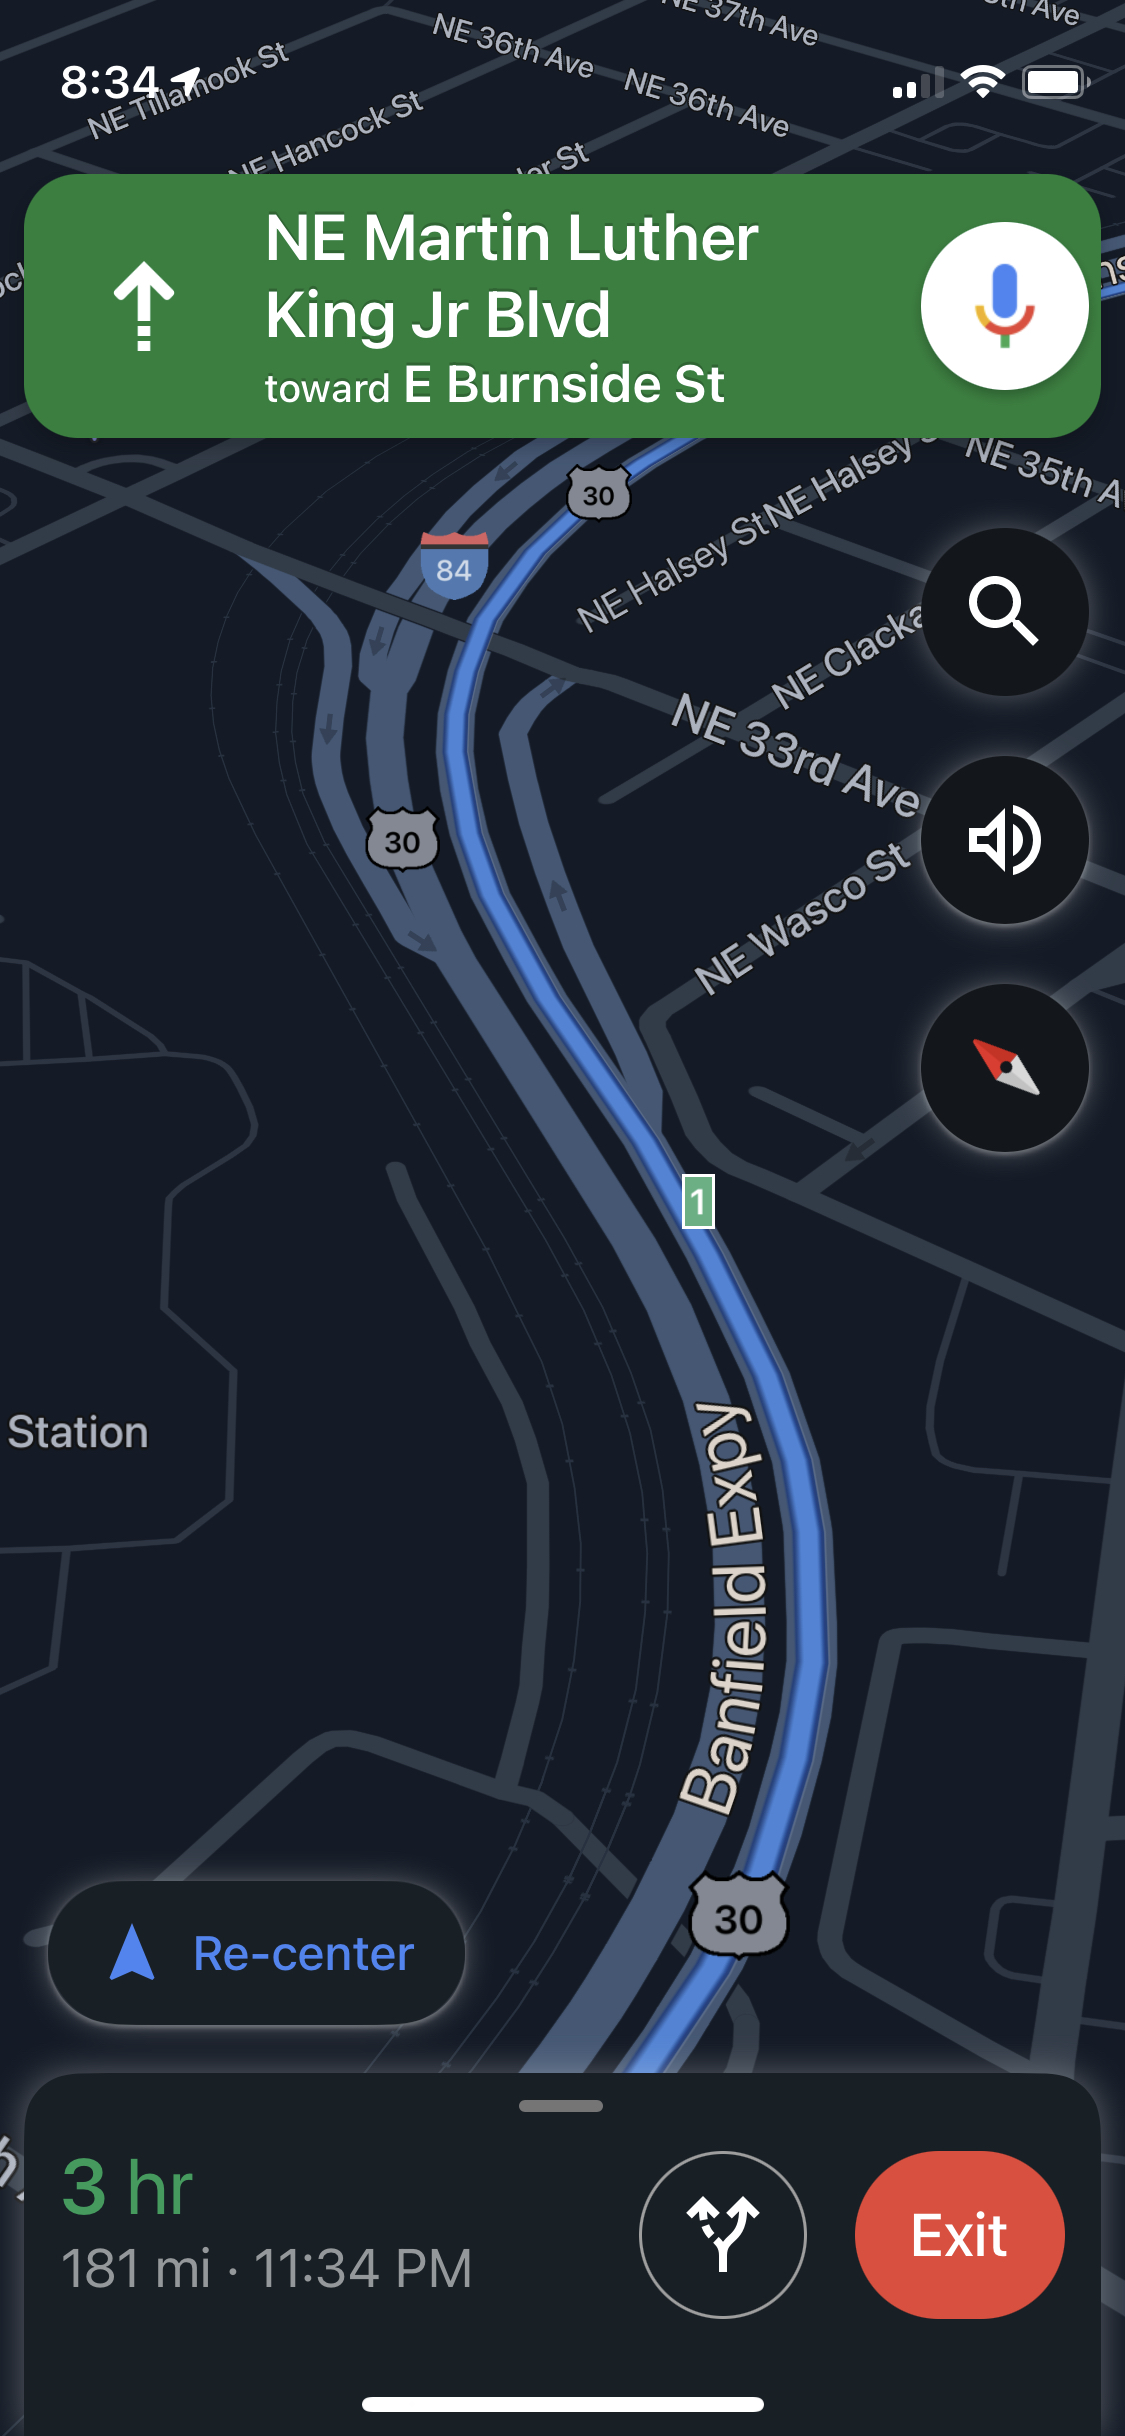 NE 37th Ave
NE 36th Ave
8:34
NE Tillamook St
NE 36th Ave
NE Hancock St
NE Martin Luther
King Jr Blvd
toward E Burnside St
30
NE Halsey St
NE Halsey
NE 35th A
84
NE Clacka
NE 33rd Ave
30
NE Wasco St
1
Station
Banfield Expy
30
Re-center
3 hr
181 mi · 11:34 PM
Exit